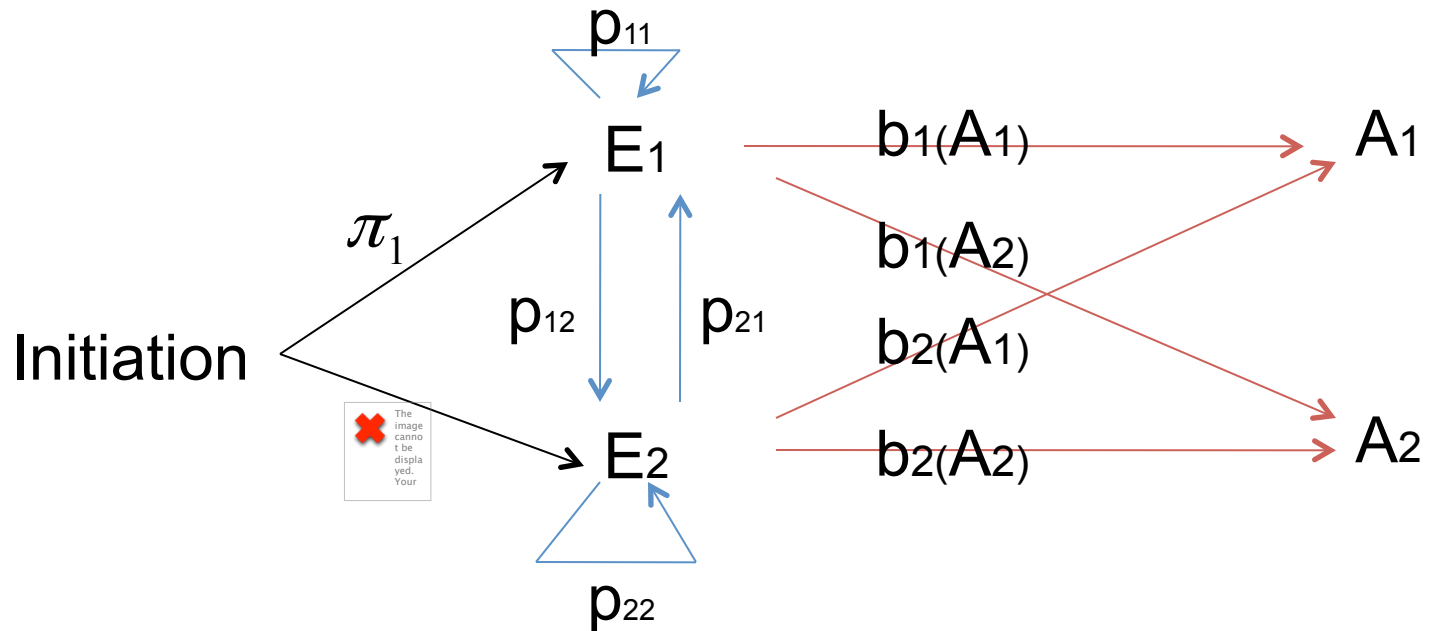 p11
E1
b1(A1)
A1
π1
b1(A2)
p12
p21
b2(A1)
Initiation
The
image
canno
t be
displa
yed.
Your
E2
b2(A2)
A2
p22